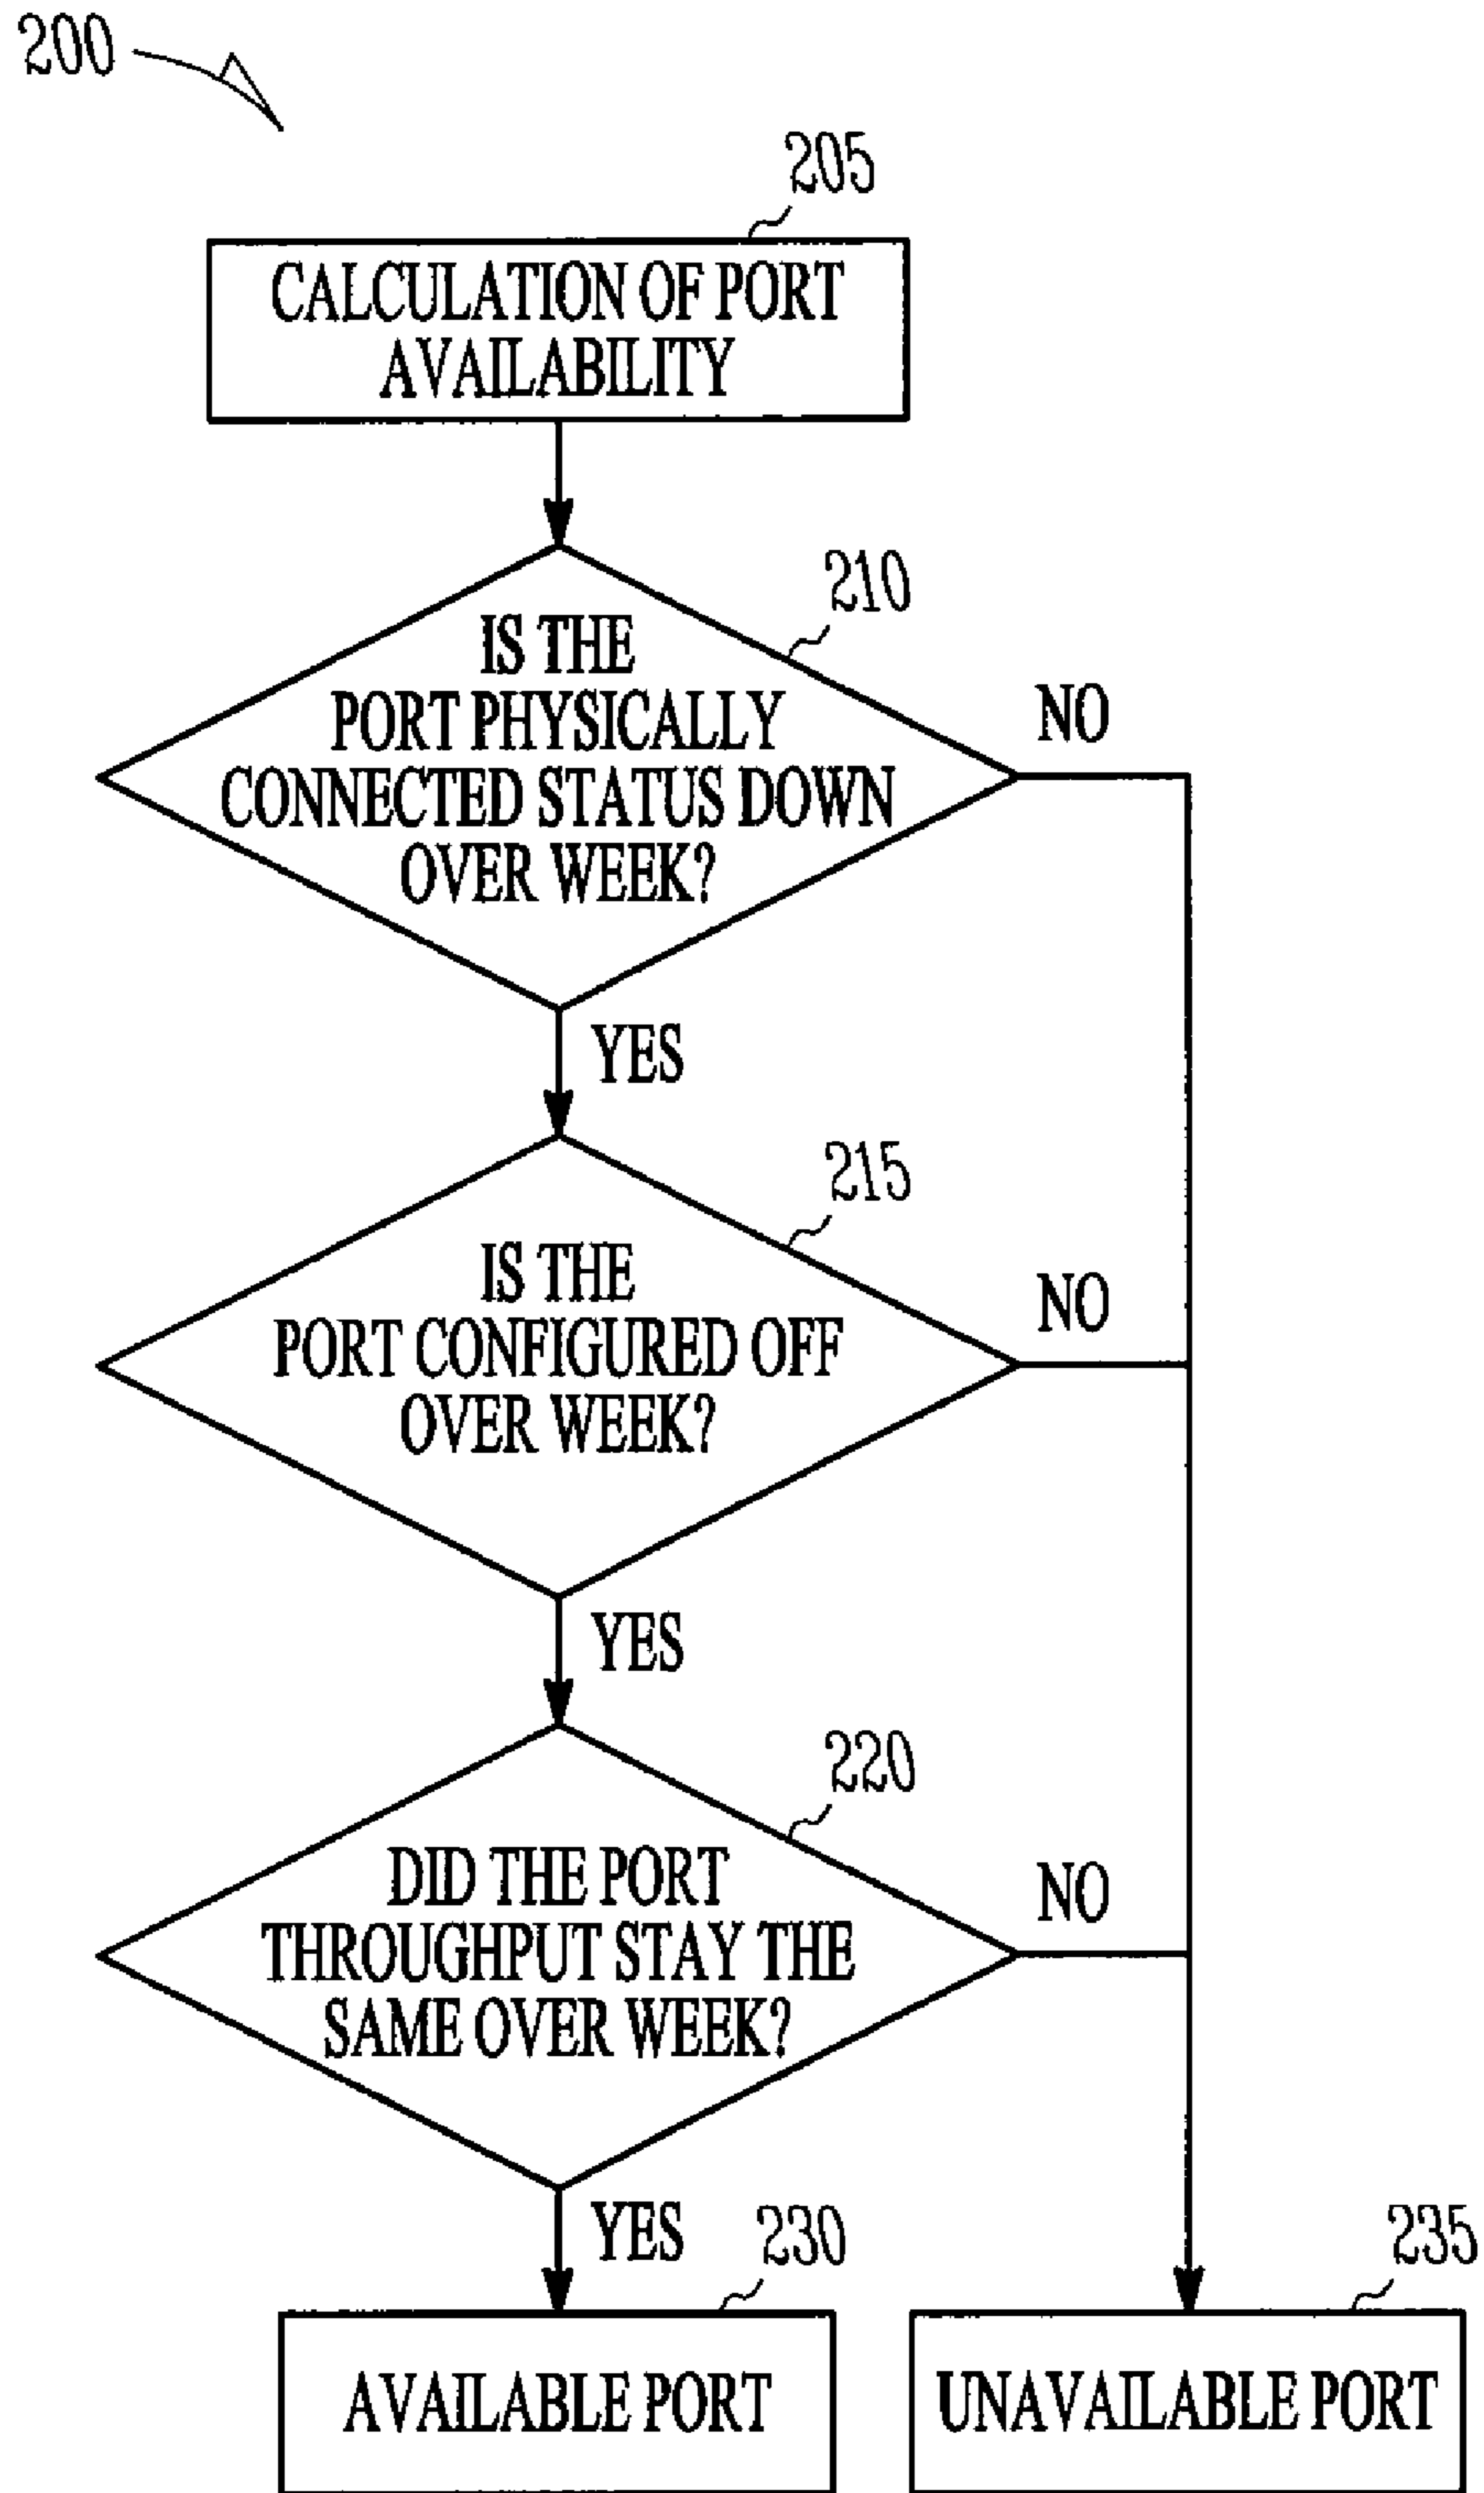 200
205
CALCULATION OF PORT
AVAILABILITY
210
IS THE
PORT PHYSICALLY
CONNECTED STATUS DOWN
OVER WEEK?
NO
YES
215
IS THE
PORT CONFIGURED OFF
OVER WEEK?
NO
YES
220
DID THE PORT
THROUGHPUT STAY THE
SAME OVER WEEK?
NO
YES
230
235
AVAILABLE PORT
UNAVAILABLE PORT